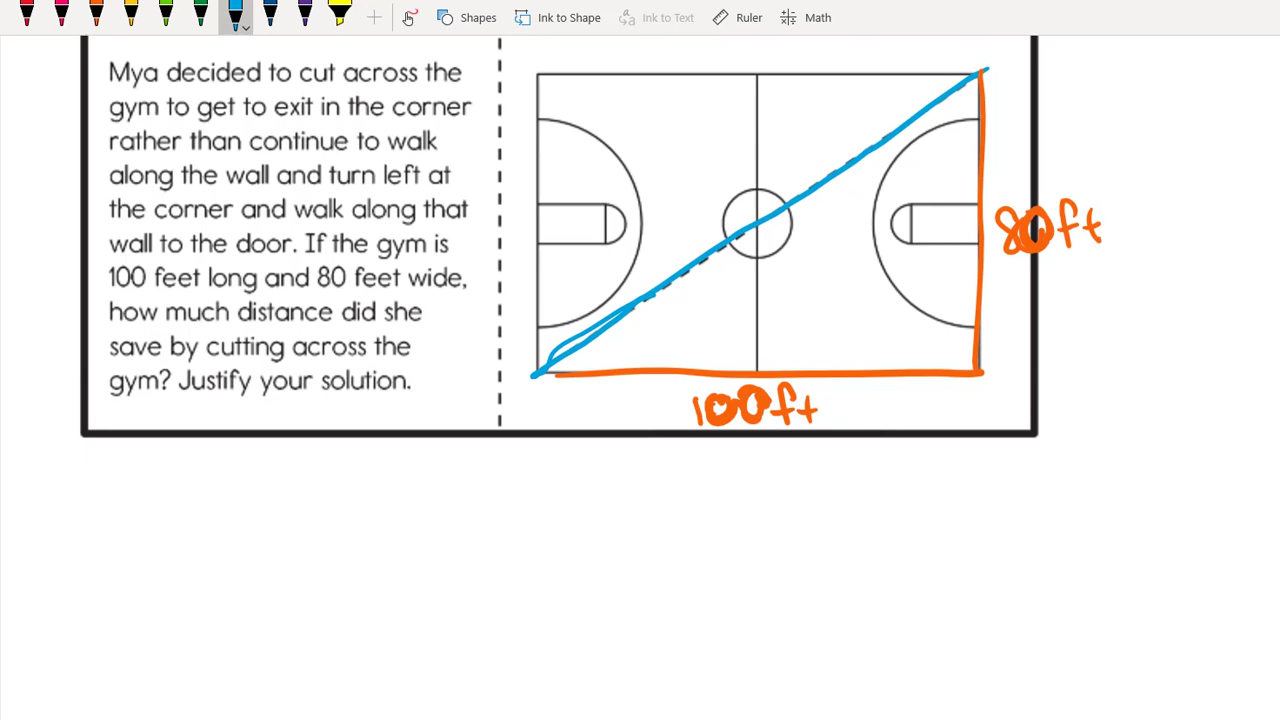 Shapes Ink to Shape Ink to Text Ruler Math
Mya decided to cut across the
gym to get to exit in the corner
rather than continue to walk
along the wall and turn left at
the corner and walk along that
wall to the door. If the gym is
100 feet long and 80 feet wide,
how much distance did she
save by cutting across the
gym? Justify your solution.
80ft
100ft